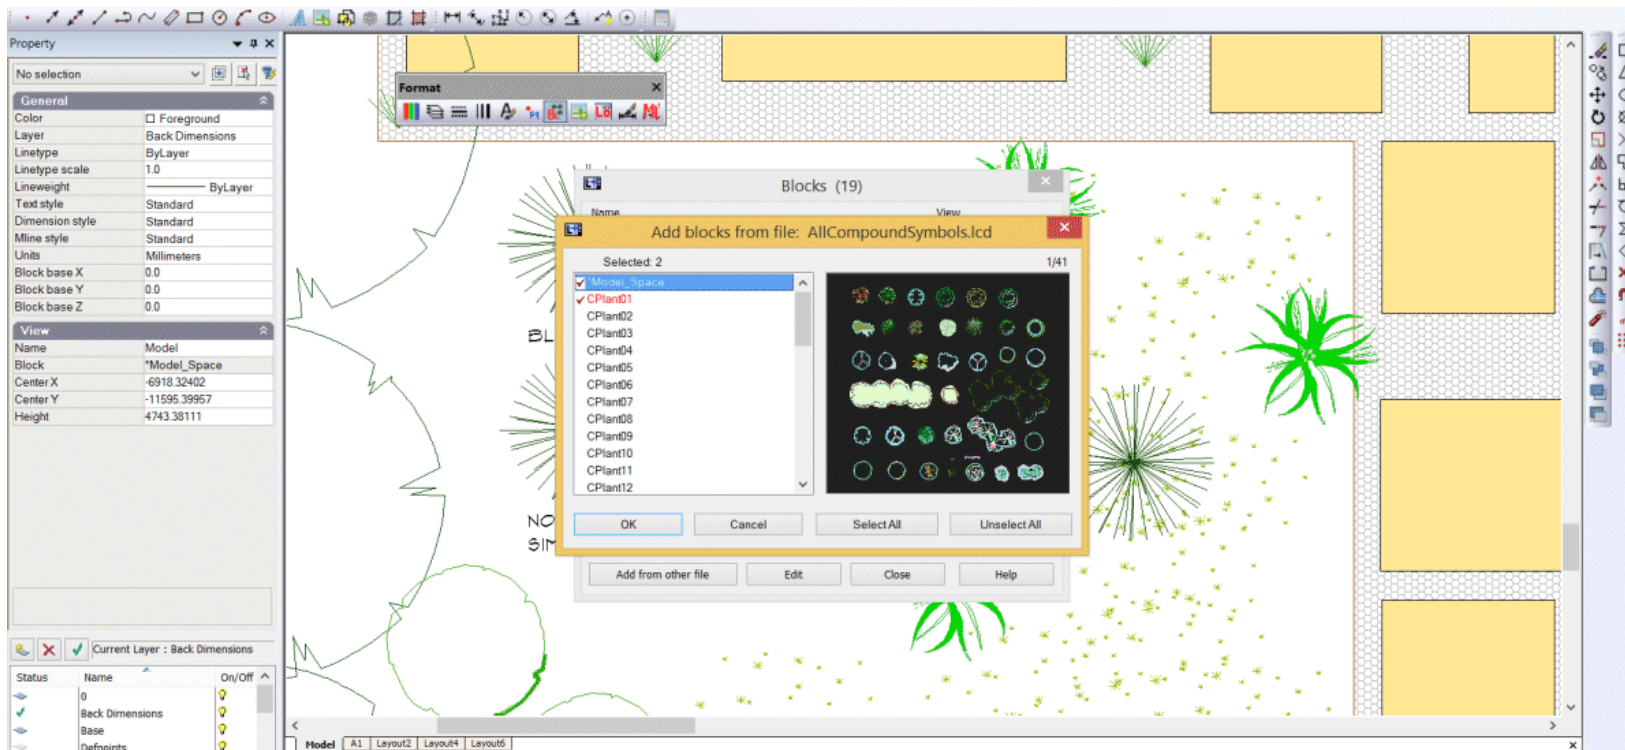 Property
No selection
General
Color Foreground
Layer Back Dimensions
Linetype ByLayer
Linetype scale 1.0
Lineweight ByLayer
Text style Standard
Dimension style Standard
Mline style Standard
Units Millimeters
Block base X 0.0
Block base Y 0.0
Block base Z 0.0
View
Name Model
Block *Model_Space
Center X -6918.32402
Center Y -11595.39957
Height 4743.38111
Current Layer : Back Dimensions
Status Name On/Off
0
Back Dimensions
Base
Defpoints
Format
Blocks (19)
Name View
Add blocks from file: AllCompoundSymbols.lcd
Selected: 2 1/41
*Model_Space
CPlant01
CPlant02
CPlant03
CPlant04
CPlant05
CPlant06
CPlant07
CPlant08
CPlant09
CPlant10
CPlant11
CPlant12
OK Cancel Select All Unselect All
Add from other file Edit Close Help
BL
NO
SIM
Model A1 Layout2 Layout4 Layout6